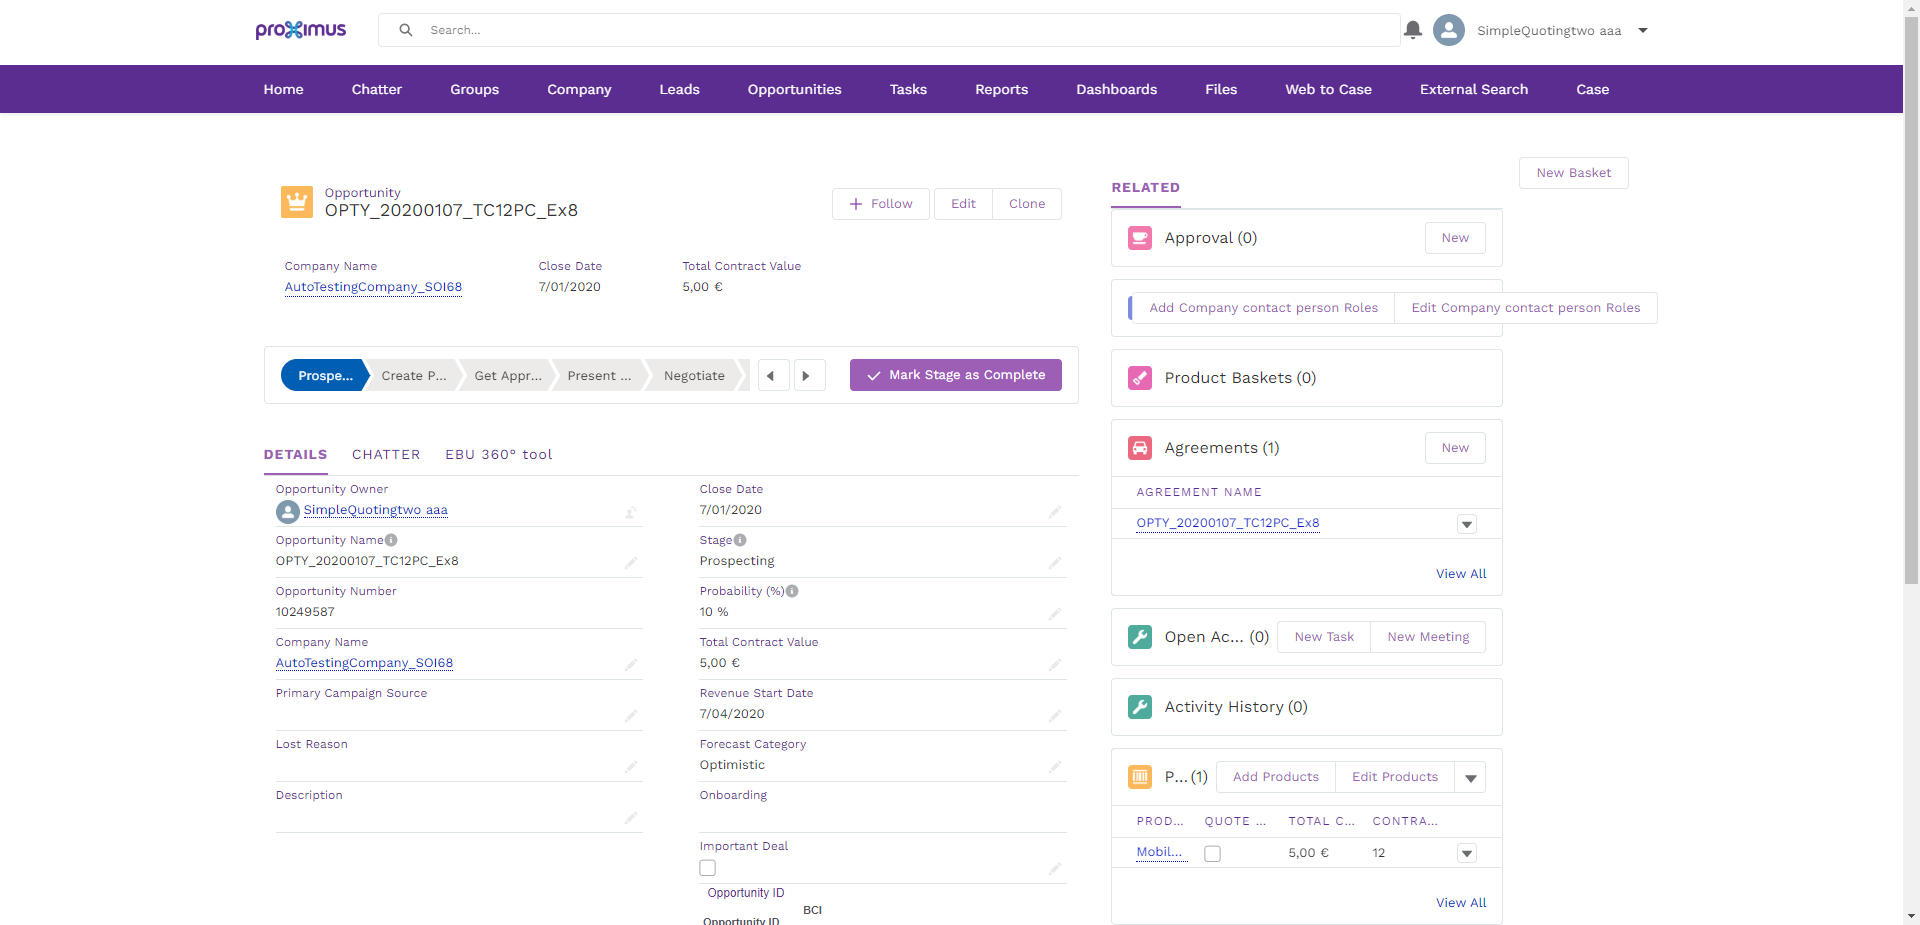 proximus
Search...
SimpleQuotingtwo aaa
Home Chatter Groups Company Leads Opportunities Tasks Reports Dashboards Files Web to Case External Search Case
Opportunity
OPTY_20200107_TC12PC_Ex8
Follow Edit Clone
Company Name Close Date Total Contract Value
AutoTestingCompany_SOI68 7/01/2020 5,00 €
Prospe... Create P... Get Appr... Present ... Negotiate Mark Stage as Complete
DETAILS CHATTER EBU 360° tool
Opportunity Owner
SimpleQuotingtwo aaa
Opportunity Name
OPTY_20200107_TC12PC_Ex8
Opportunity Number
10249587
Company Name
AutoTestingCompany_SOI68
Primary Campaign Source
Lost Reason
Description
Close Date
7/01/2020
Stage
Prospecting
Probability (%)
10 %
Total Contract Value
5,00 €
Revenue Start Date
7/04/2020
Forecast Category
Optimistic
Onboarding
Important Deal
Opportunity ID
BCI
Opportunity ID
New Basket
RELATED
Approval (0) New
Add Company contact person Roles Edit Company contact person Roles
Product Baskets (0)
Agreements (1) New
AGREEMENT NAME
OPTY_20200107_TC12PC_Ex8
View All
Open Ac... (0) New Task New Meeting
Activity History (0)
P... (1) Add Products Edit Products
PROD... QUOTE ... TOTAL C... CONTRA...
Mobil... 5,00 € 12
View All